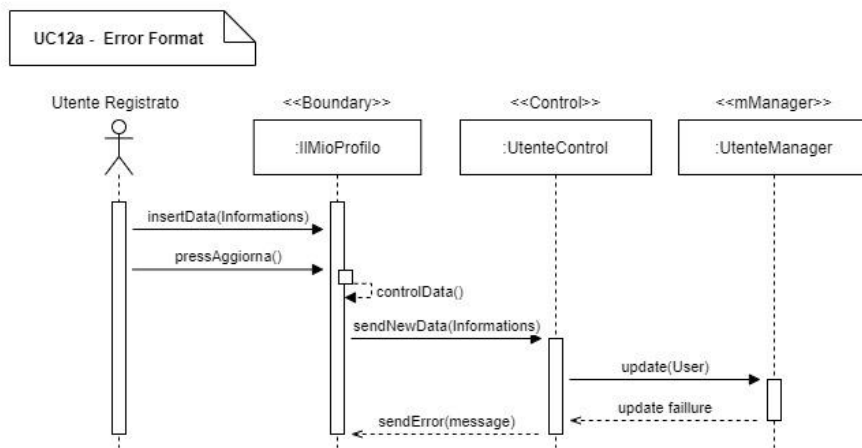 UC12a - Error Format
Utente Registrato
<<Boundary>>
<<Control>>
<<mManager>>
:IlMioProfilo
:UtenteControl
:UtenteManager
insertData(Informations)
pressAggiorna()
controlData()
sendNewData(Informations)
update(User)
update faillure
sendError(message)